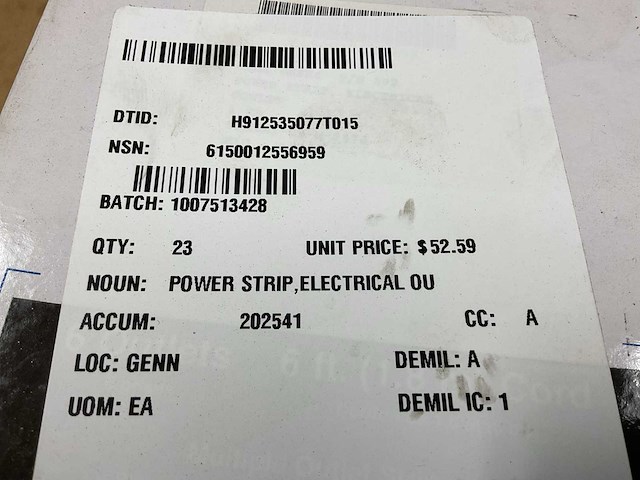 DTID: H912535077T015
NSN: 6150012556959
BATCH: 1007513428
QTY: 23 UNIT PRICE: $52.59
NOUN: POWER STRIP,ELECTRICAL OU
ACCUM: 202541 CC: A
LOC: GENN DEMIL: A
UOM: EA DEMIL IC: 1